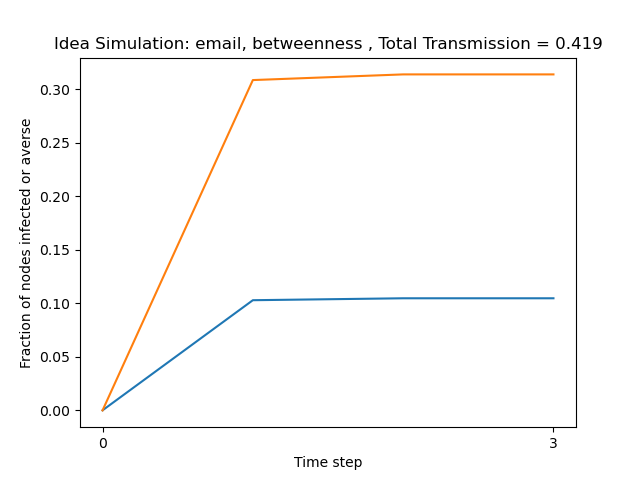 Idea Simulation: email, betweenness , Total Transmission = 0.419
Fraction of nodes infected or averse
0.30
0.25
0.20
0.15
0.10
0.05
0.00
0 3
Time step